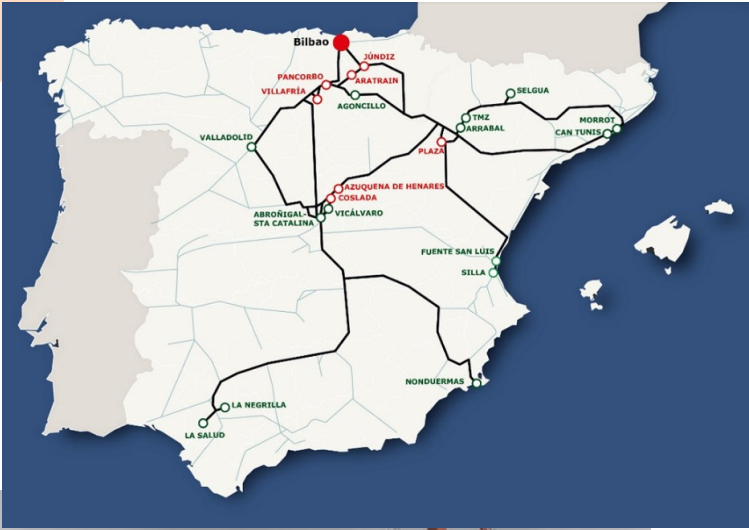 Bilbao
JÚNDIZ
PANCORBO
ARATRAIN
VILLAFRÍA
SELGUA
AGONCILLO
TMZ
MORROT
ARRABAL
CAN TUNIS
VALLADOLID
PLAZA
AZUQUENA DE HENARES
COSLADA
ABROÑIGAL-
STA CATALINA
VICÁLVARO
FUENTE SAN LÚIS
SILLA
NONDUERMAS
LA NEGRILLA
LA SALUD